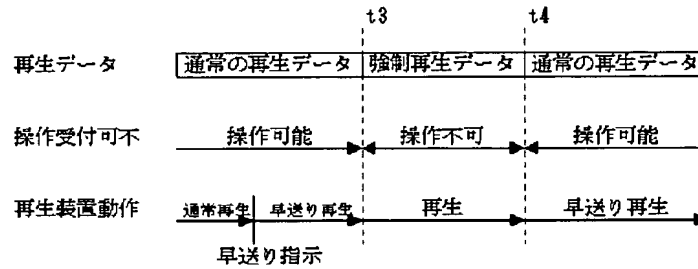 t3 t4
再生データ 通常の再生データ 強制再生データ 通常の再生データ
操作受付可不 操作可能 操作不可 操作可能
再生装置動作 通常再生 早送り再生 再生 早送り再生
早送り指示